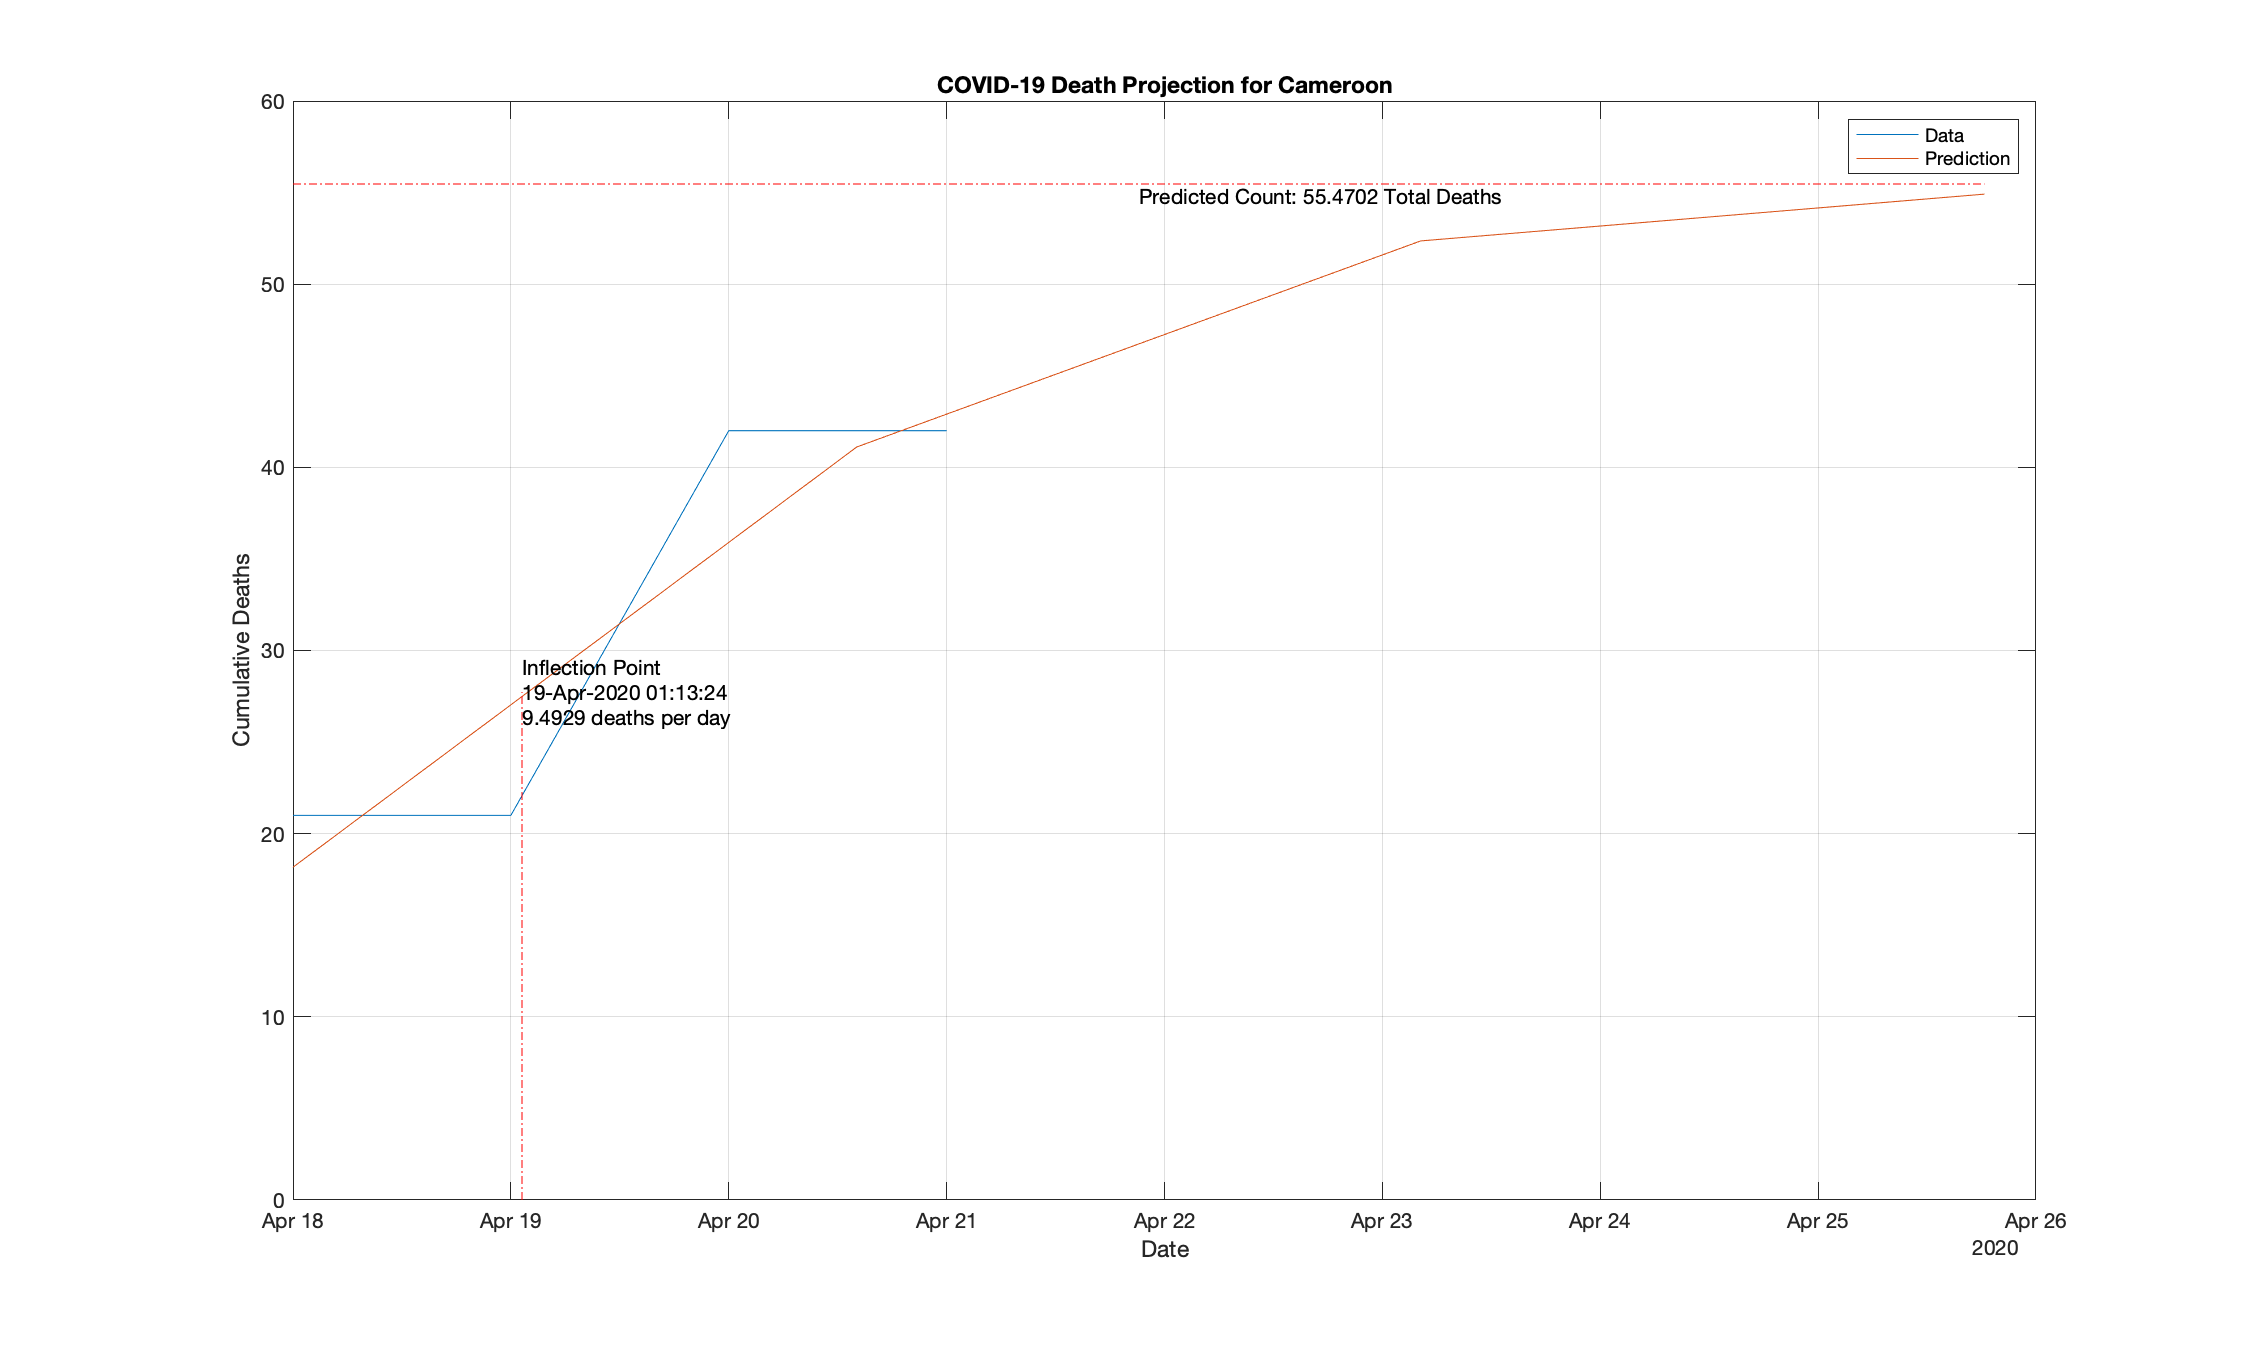 COVID-19 Death Projection for Cameroon
60
50
40
30
20
10
0
Cumulative Deaths
Data
Prediction
Predicted Count: 55.4702 Total Deaths
Inflection Point
19-Apr-2020 01:13:24
9.4929 deaths per day
Apr 18 Apr 19 Apr 20 Apr 21 Apr 22 Apr 23 Apr 24 Apr 25 Apr 26
2020
Date